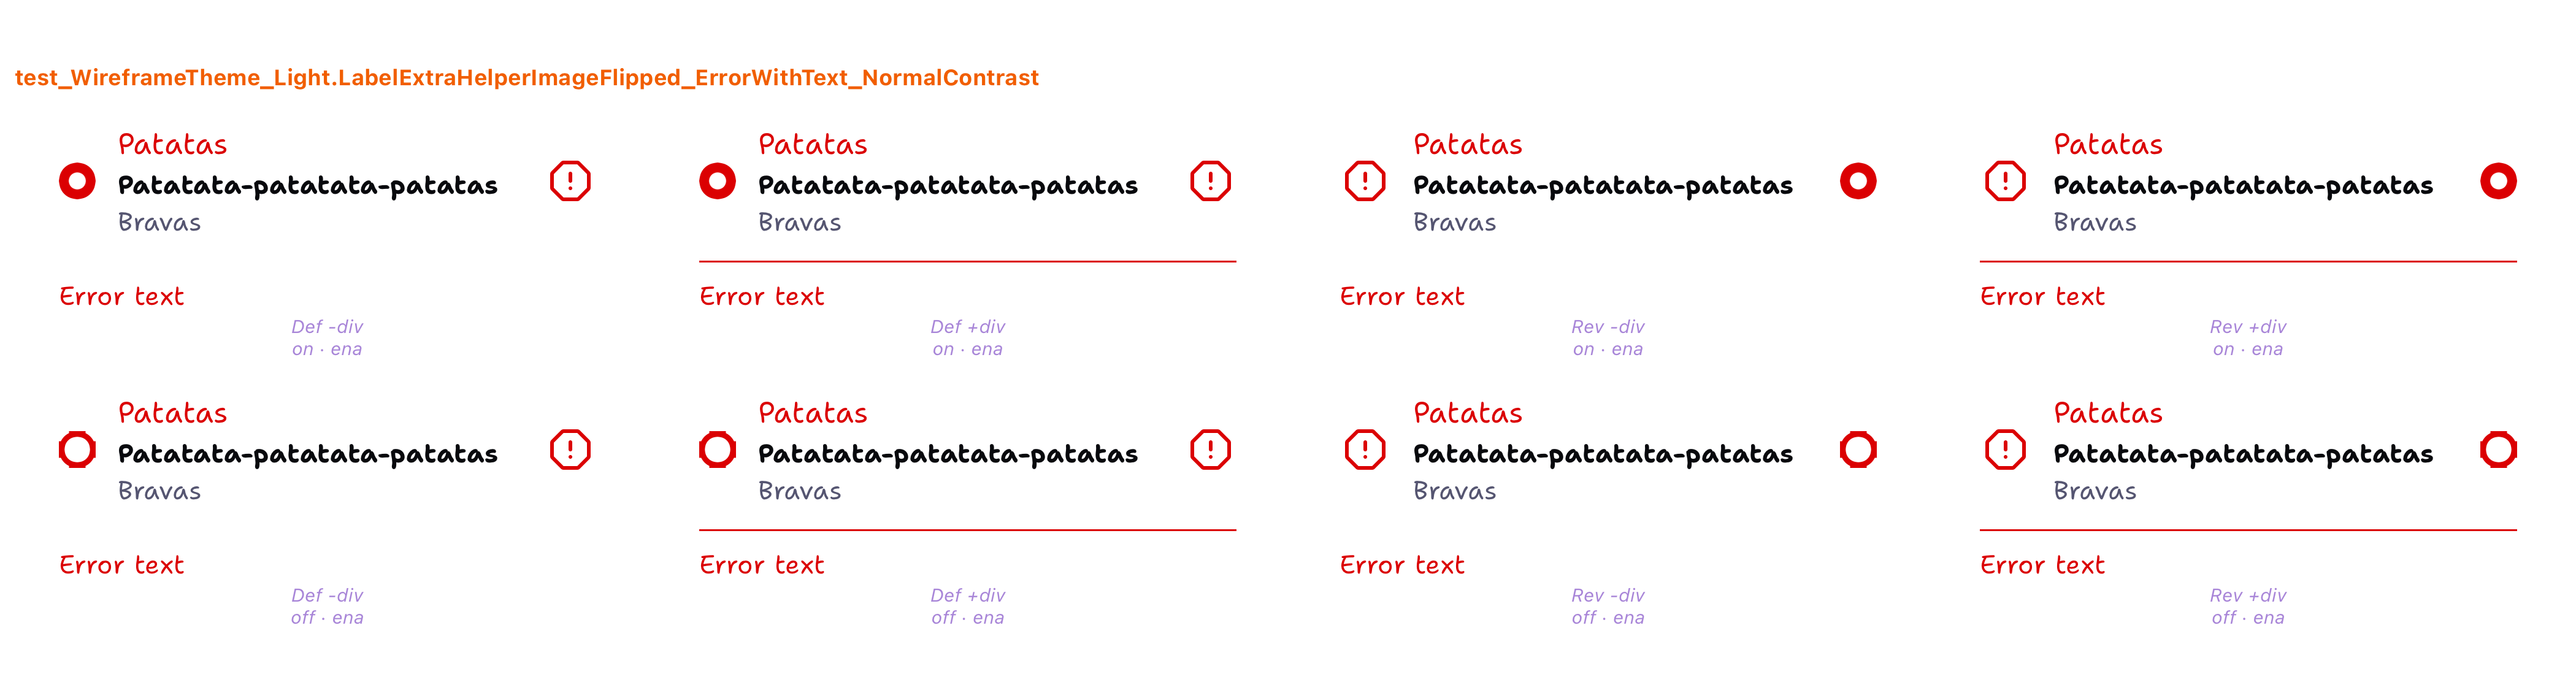 test_WireframeTheme_Light.LabelExtraHelperImageFlipped_ErrorWithText_NormalContrast
Patatas
Patatata-patatata-patatas
Bravas
Error text
Def -div
on · ena
Patatas
Patatata-patatata-patatas
Bravas
Error text
Def +div
on · ena
Patatas
Patatata-patatata-patatas
Bravas
Error text
Rev -div
on · ena
Patatas
Patatata-patatata-patatas
Bravas
Error text
Rev +div
on · ena
Patatas
Patatata-patatata-patatas
Bravas
Error text
Def -div
off · ena
Patatas
Patatata-patatata-patatas
Bravas
Error text
Def +div
off · ena
Patatas
Patatata-patatata-patatas
Bravas
Error text
Rev -div
off · ena
Patatas
Patatata-patatata-patatas
Bravas
Error text
Rev +div
off · ena